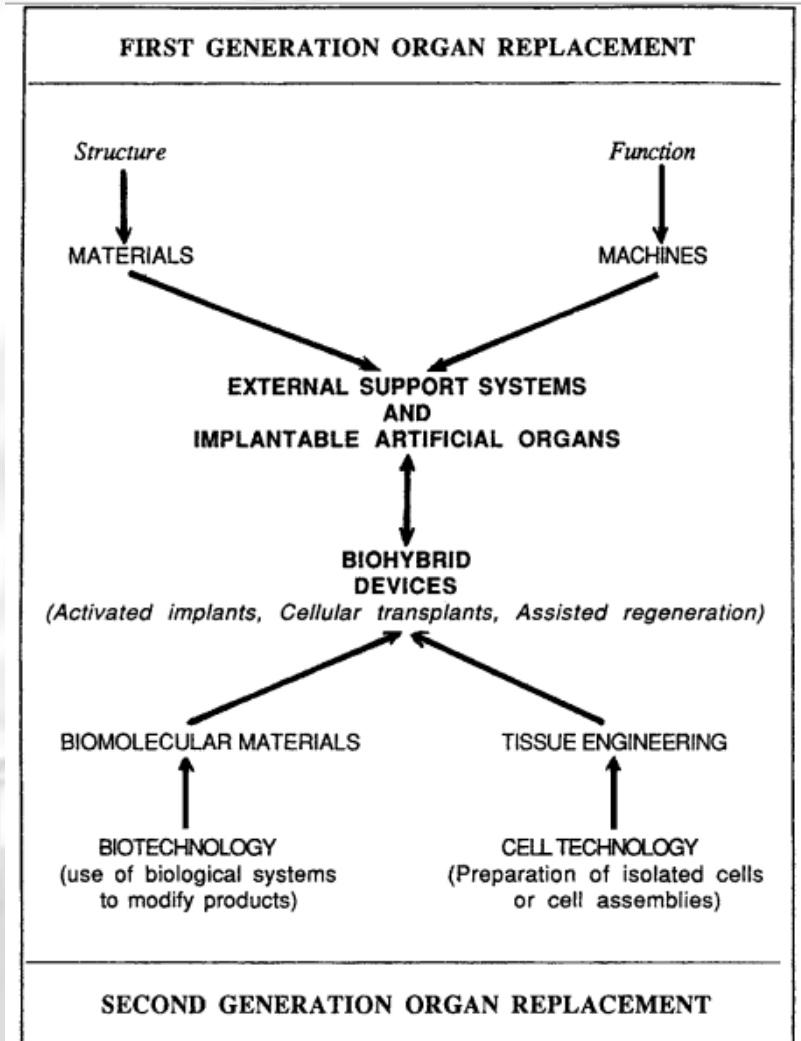 FIRST GENERATION ORGAN REPLACEMENT
Structure
Function
MATERIALS
MACHINES
EXTERNAL SUPPORT SYSTEMS
AND
IMPLANTABLE ARTIFICIAL ORGANS
BIOHYBRID
DEVICES
(Activated implants, Cellular transplants, Assisted regeneration)
BIOMOLECULAR MATERIALS
TISSUE ENGINEERING
BIOTECHNOLOGY
(use of biological systems
to modify products)
CELL TECHNOLOGY
(Preparation of isolated cells
or cell assemblies)
SECOND GENERATION ORGAN REPLACEMENT